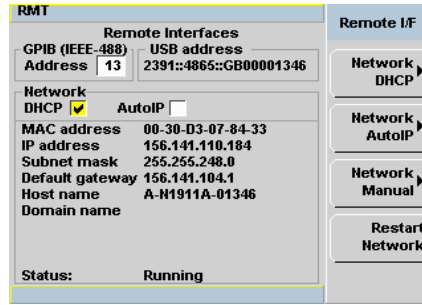 RMT
Remote Interfaces
GPIB (IEEE-488)
Address 13
USB address
2391::4865::GB00001346
Network
DHCP AutoIP
MAC address 00-30-D3-07-84-33
IP address 156.141.110.184
Subnet mask 255.255.248.0
Default gateway 156.141.104.1
Host name A-N1911A-01346
Domain name
Status: Running
Remote I/F
Network
DHCP
Network
AutoIP
Network
Manual
Restart
Network